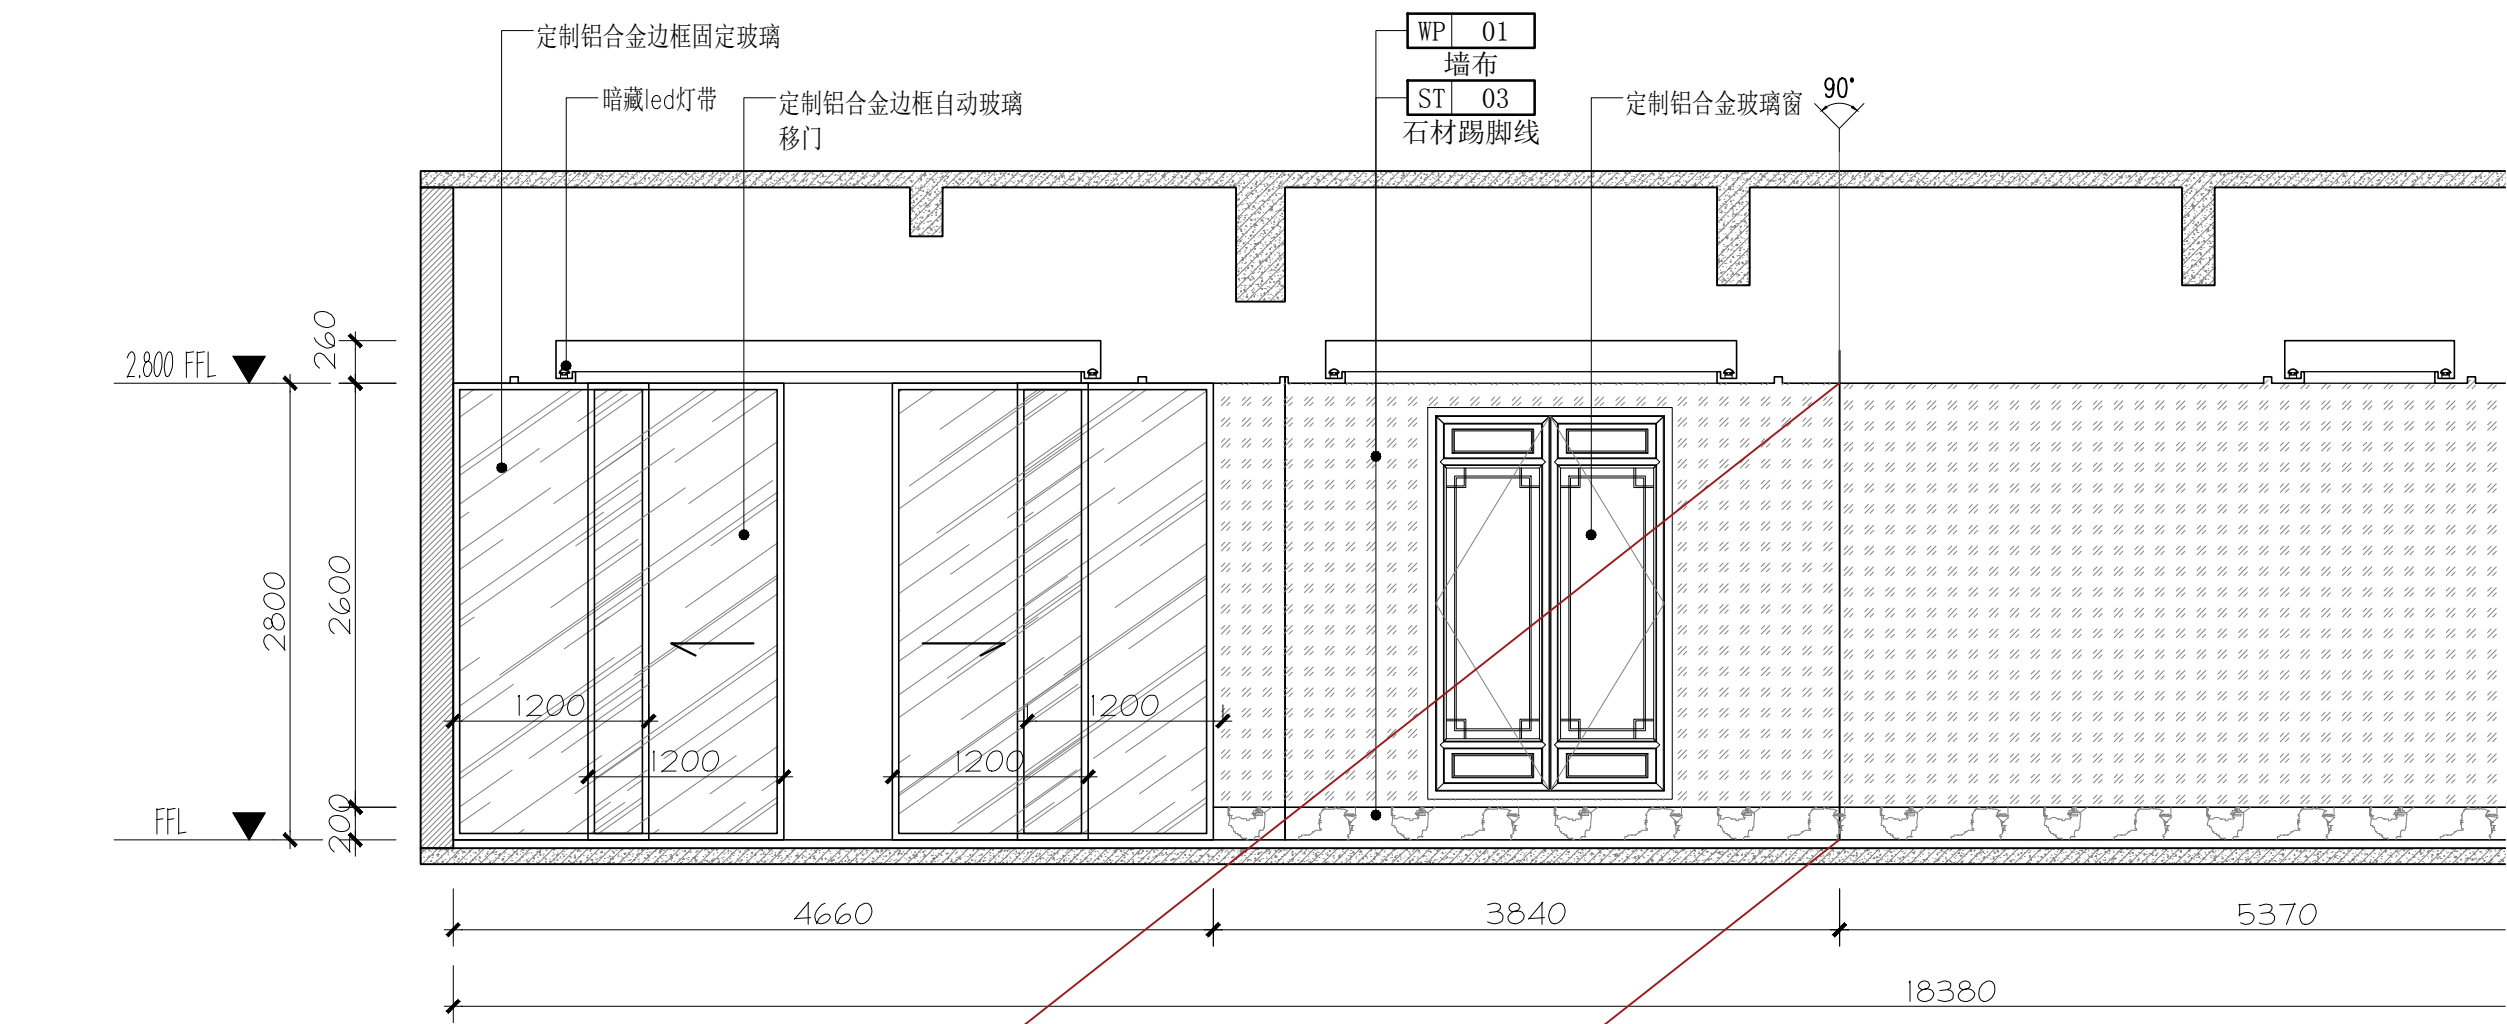 定制铝合金边框固定玻璃
WP 01
墙布
暗藏led灯带
定制铝合金边框自动玻璃
移门
ST 03
石材踢脚线
定制铝合金玻璃窗
90°
260
2.800 FFL
2800
2600
1200
1200
1200
1200
200
FFL
4660
3840
5370
18380